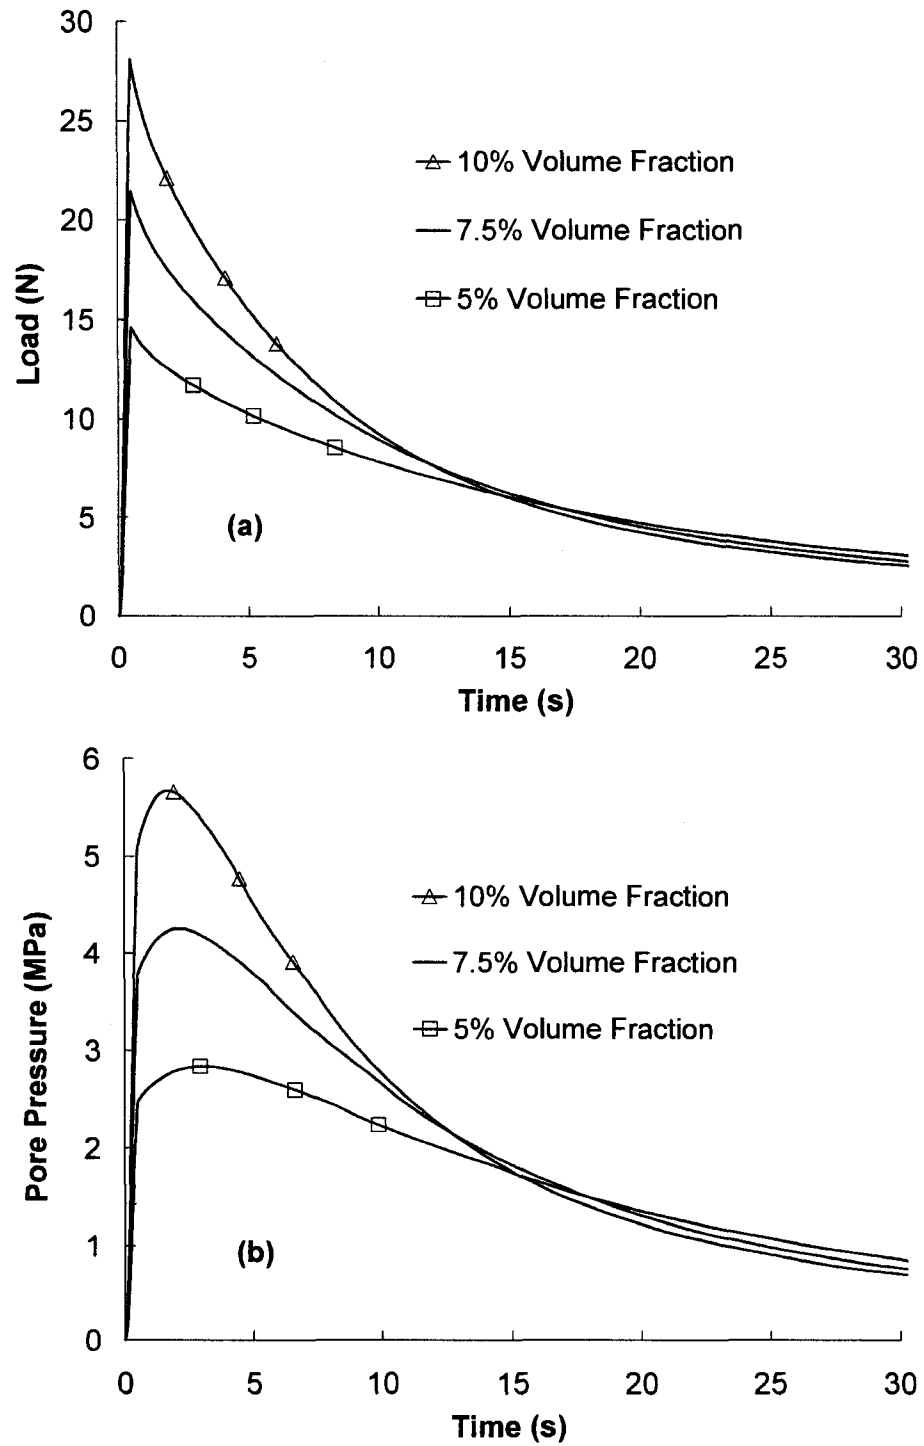 30
25
20
15
10
5
0
Load (N)
10% Volume Fraction
7.5% Volume Fraction
5% Volume Fraction
(a)
0 5 10 15 20 25 30
Time (s)
6
5
4
3
2
1
0
Pore Pressure (MPa)
10% Volume Fraction
7.5% Volume Fraction
5% Volume Fraction
(b)
0 5 10 15 20 25 30
Time (s)